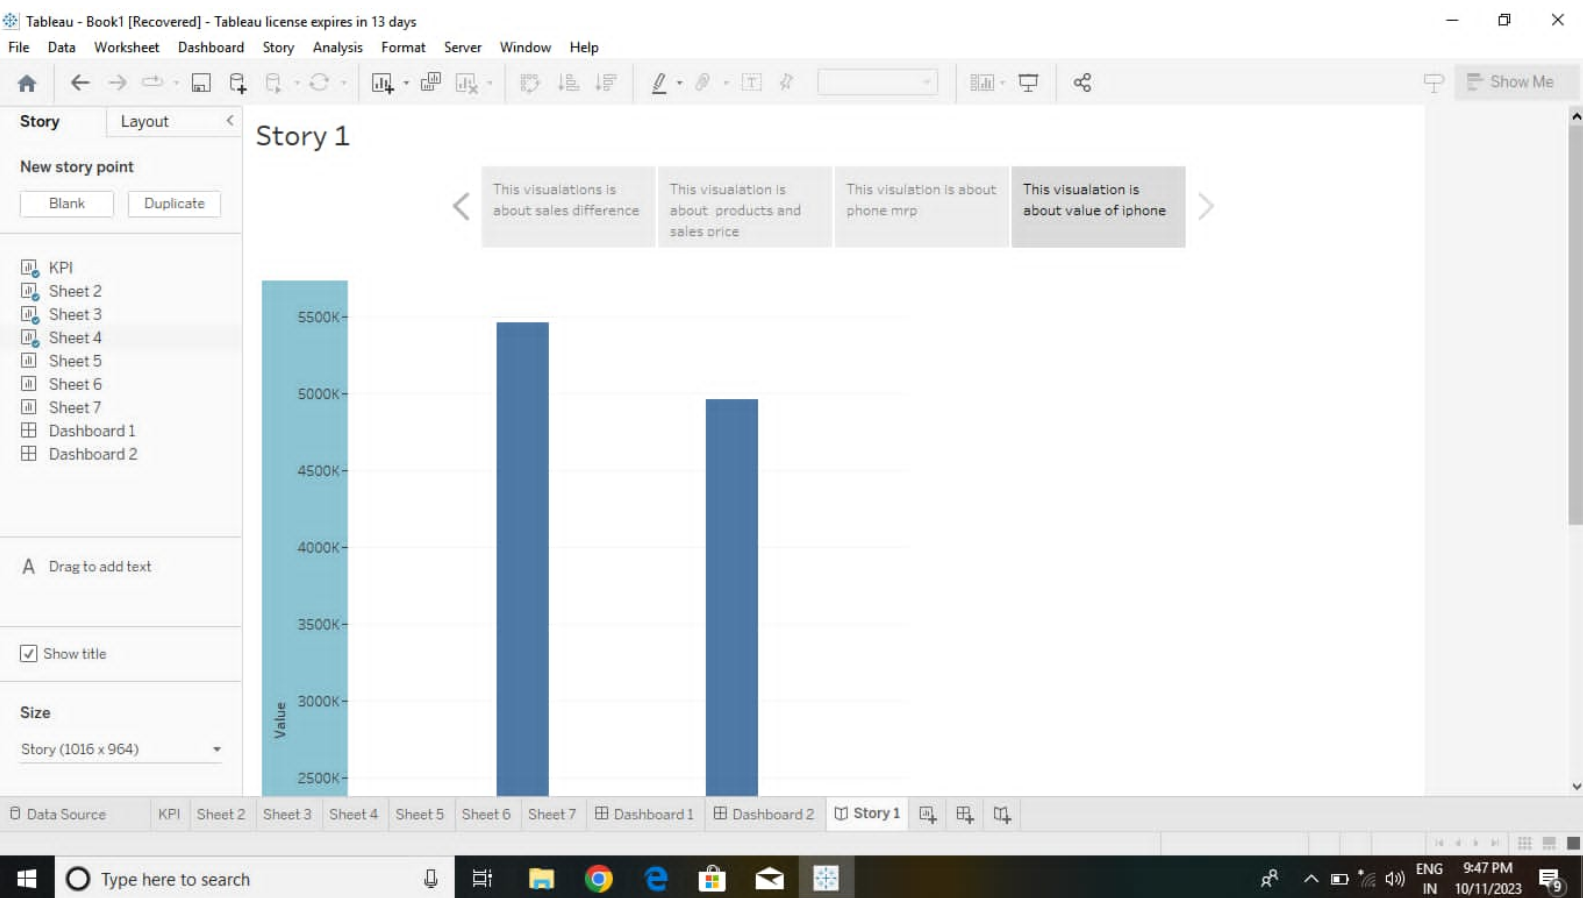 Tableau - Book1 [Recovered] - Tableau license expires in 13 days
File Data Worksheet Dashboard Story Analysis Format Server Window Help
Show Me
Story Layout
New story point
Blank Duplicate
KPI
Sheet 2
Sheet 3
Sheet 4
Sheet 5
Sheet 6
Sheet 7
Dashboard 1
Dashboard 2
A Drag to add text
Show title
Size
Story (1016 x 964)
Story 1
This visualations is
about sales difference
This visualation is
about products and
sales price
This visulation is about
phone mrp
This visualation is
about value of iphone
5500K
5000K
4500K
4000K
3500K
3000K
2500K
Value
Data Source KPI Sheet 2 Sheet 3 Sheet 4 Sheet 5 Sheet 6 Sheet 7 Dashboard 1 Dashboard 2 Story 1
Type here to search
ENG
IN
9:47 PM
10/11/2023
9